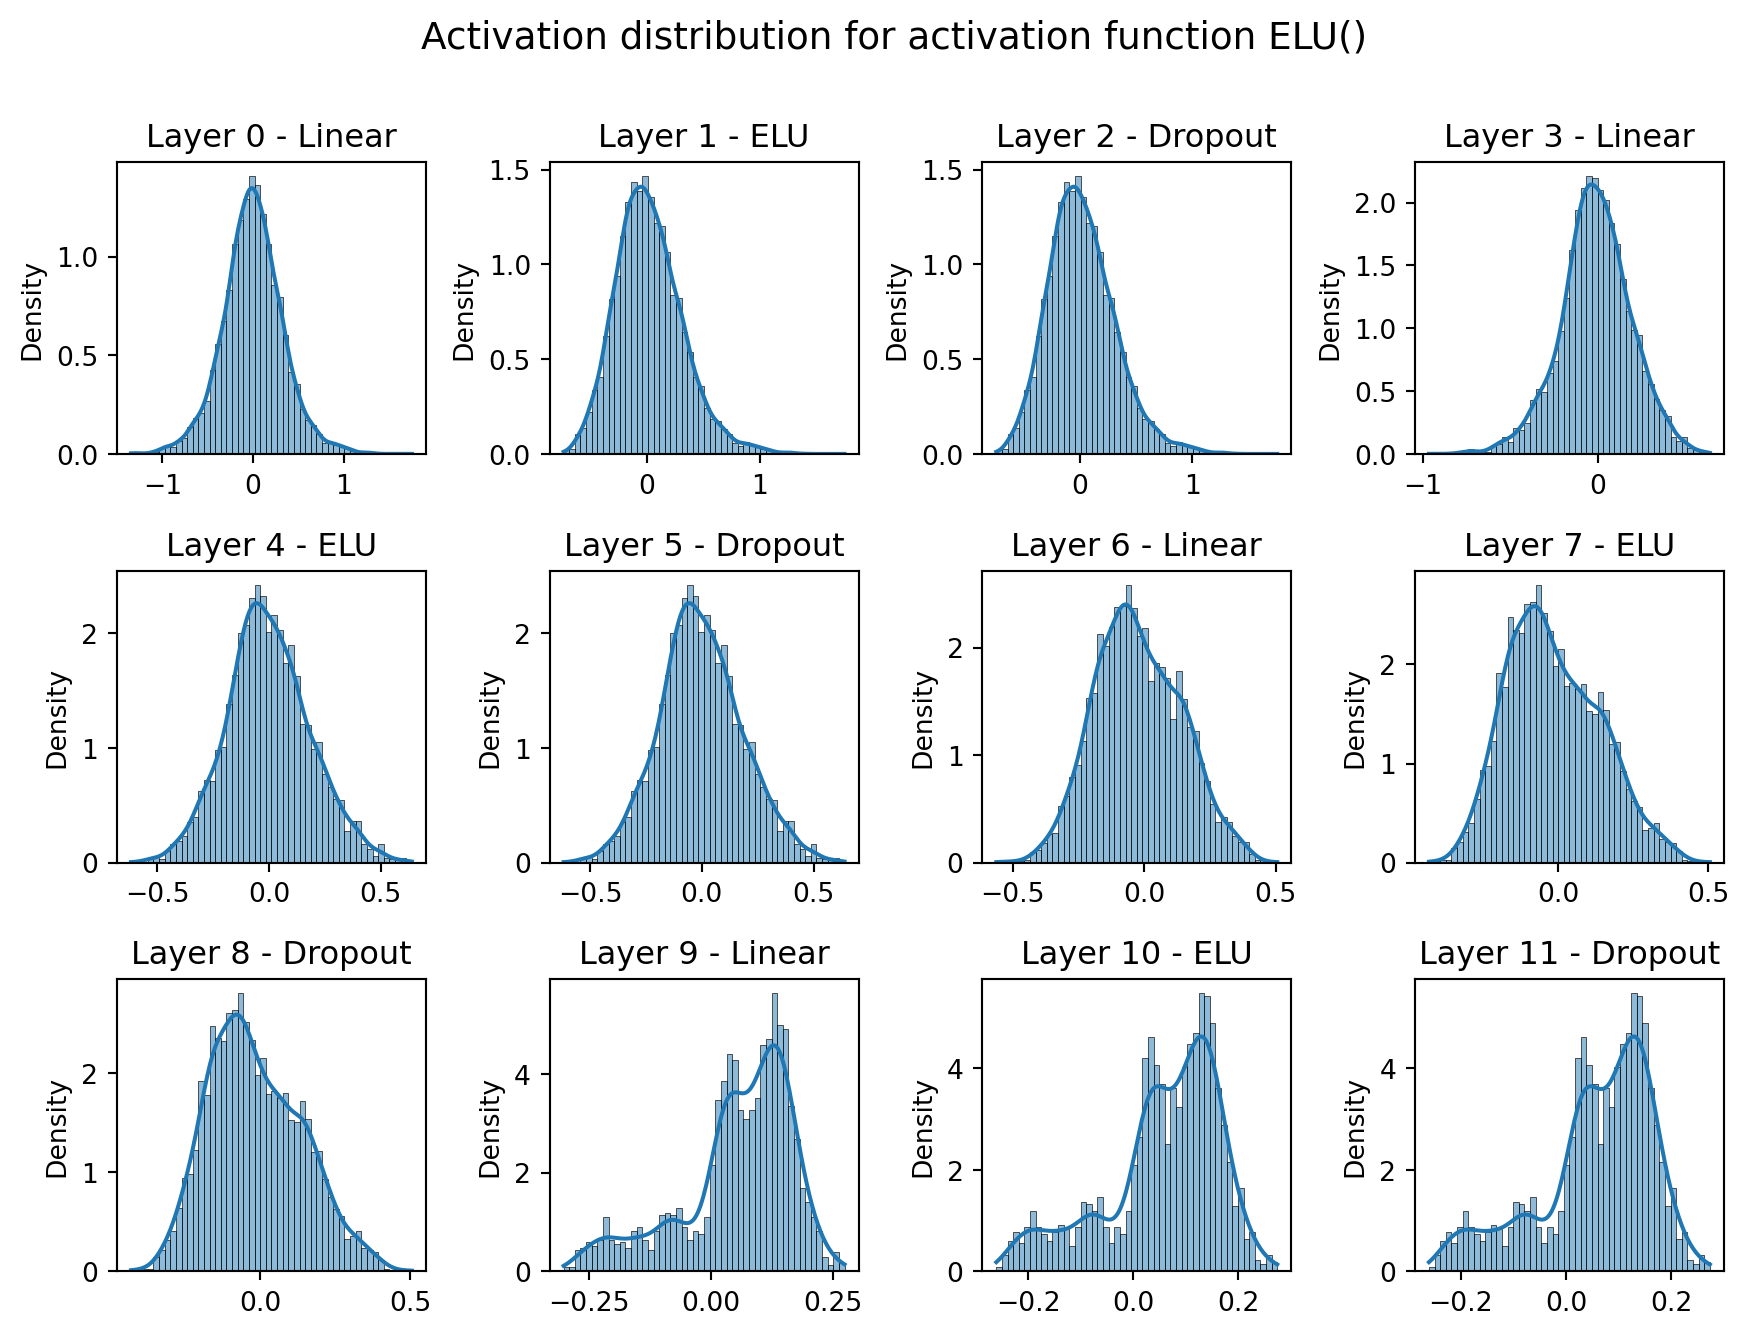 Activation distribution for activation function ELU()
Layer 0 - Linear
Layer 1 - ELU
Layer 2 - Dropout
Layer 3 - Linear
Density
1.0
0.5
0.0
−1 0 1
Density
1.5
1.0
0.5
0.0
0 1
Density
1.5
1.0
0.5
0.0
0 1
Density
2.0
1.5
1.0
0.5
0.0
−1 0
Layer 4 - ELU
Layer 5 - Dropout
Layer 6 - Linear
Layer 7 - ELU
Density
2
1
0
−0.5 0.0 0.5
Density
2
1
0
−0.5 0.0 0.5
Density
2
1
0
−0.5 0.0 0.5
Density
2
1
0
0.0 0.5
Layer 8 - Dropout
Layer 9 - Linear
Layer 10 - ELU
Layer 11 - Dropout
Density
2
1
0
0.0 0.5
Density
4
2
0
−0.25 0.00 0.25
Density
4
2
0
−0.2 0.0 0.2
Density
4
2
0
−0.2 0.0 0.2